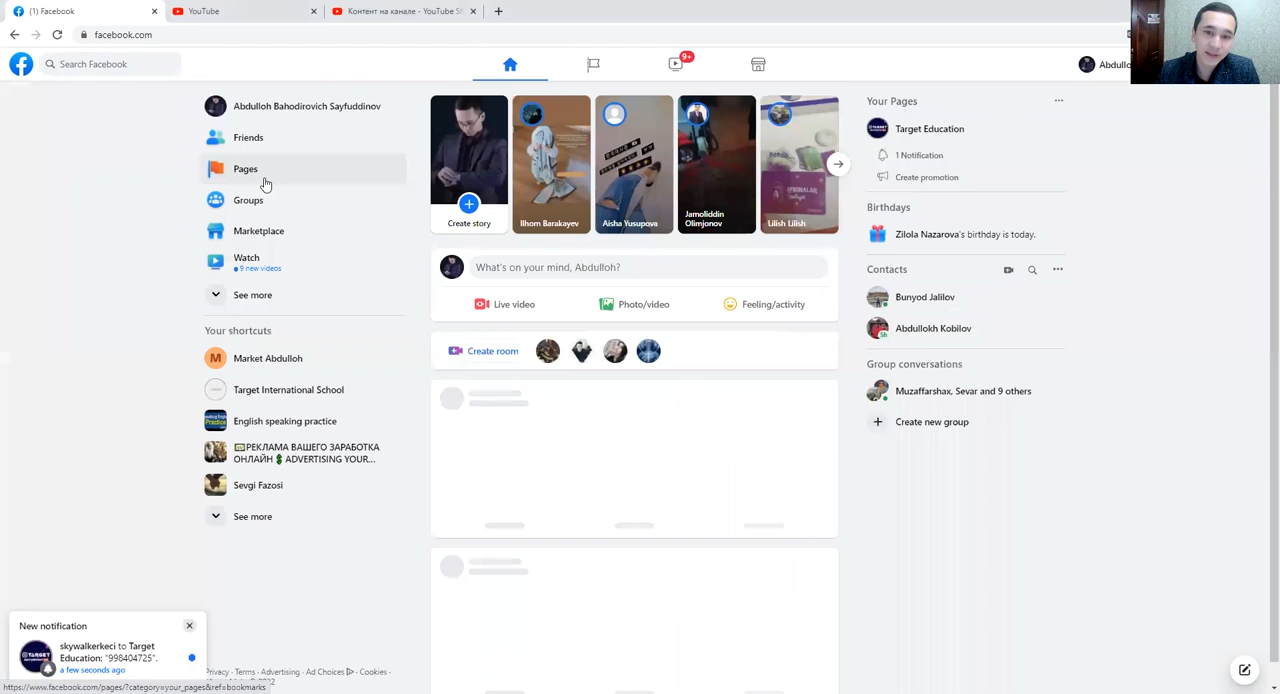 (1) Facebook
YouTube
Контент на канале - YouTube S
facebook.com
Search Facebook
9+
Abdullo
Abdulloh Bahodirovich Sayfuddinov
Friends
Pages
Groups
Marketplace
Watch
9 new videos
See more
Your shortcuts
M
Market Abdulloh
Target International School
English speaking practice
РЕКЛАМА ВАШЕГО ЗАРАБОТКА
ОНЛАЙН ADVERTISING YOUR...
Sevgi Fazosi
See more
Create story
Ilhom Barakayev
Aisha Yusupova
Jamoliddin
Olimjonov
Lilish Lilish
What's on your mind, Abdulloh?
Live video
Photo/video
Feeling/activity
Create room
Your Pages
Target Education
1 Notification
Create promotion
Birthdays
Zilola Nazarova's birthday is today.
Contacts
Bunyod Jalilov
5h
Abdullokh Kobilov
Group conversations
Muzaffarshax, Sevar and 9 others
Create new group
New notification
skywalkerkeci to Target
Education: "998404725".
a few seconds ago
TARGET
Privacy · Terms · Advertising · Ad Choices · Cookies ·
https://www.facebook.com/pages/?category=your_pages&ref=bookmarks